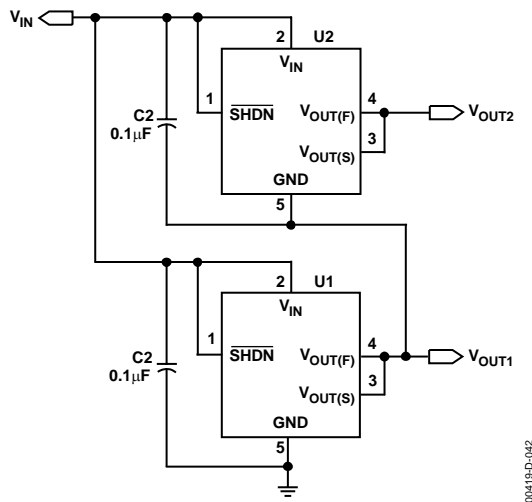 VIN
2
U2
VIN
1
SHDN
C2
0.1μF
4
VOUT(F)
VOUT2
3
VOUT(S)
GND
5
2
U1
VIN
1
SHDN
C2
0.1μF
4
VOUT(F)
VOUT1
3
VOUT(S)
GND
5
00419-D-042